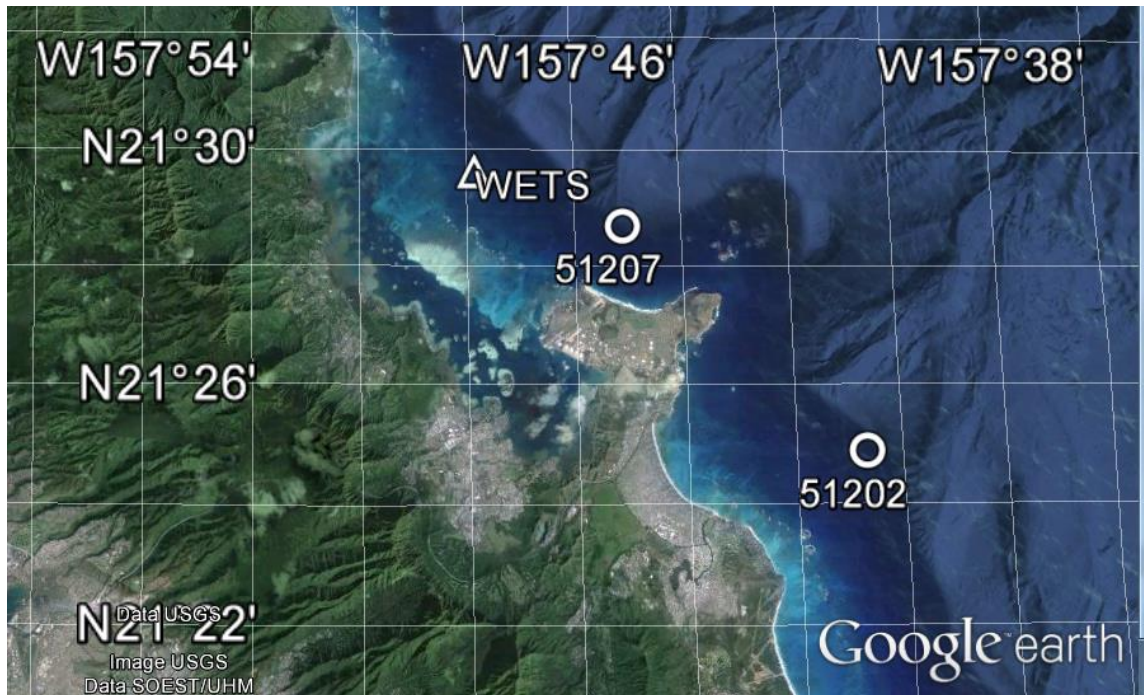 W157°54' W157°46' W157°38'
N21°30'
WETS
51207
N21°26'
51202
N21°22'
Data USGS
Image USGS
Data SOEST/UHM
Google earth